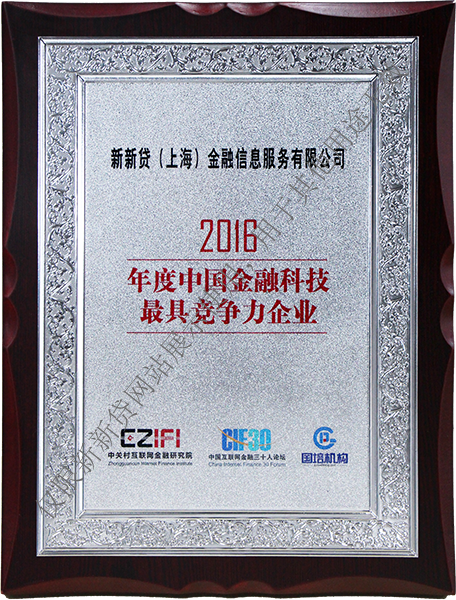 新新贷（上海）金融信息服务有限公司
2016
年度中国金融科技
最具竞争力企业
CZIFI
中关村互联网金融研究院
Zhongguancun Internet Finance Institute
CIF30
中国互联网金融三十人论坛
China Internet Finance 30 Forum
国培机构
仅限新新贷网站展示使用，用于其他用途无效